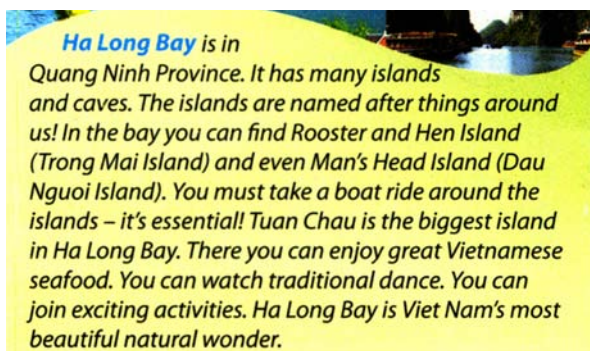 Ha Long Bay is in
Quang Ninh Province. It has many islands
and caves. The islands are named after things around
us! In the bay you can find Rooster and Hen Island
(Trong Mai Island) and even Man's Head Island (Dau
Nguoi Island). You must take a boat ride around the
islands – it's essential! Tuan Chau is the biggest island
in Ha Long Bay. There you can enjoy great Vietnamese
seafood. You can watch traditional dance. You can
join exciting activities. Ha Long Bay is Viet Nam's most
beautiful natural wonder.